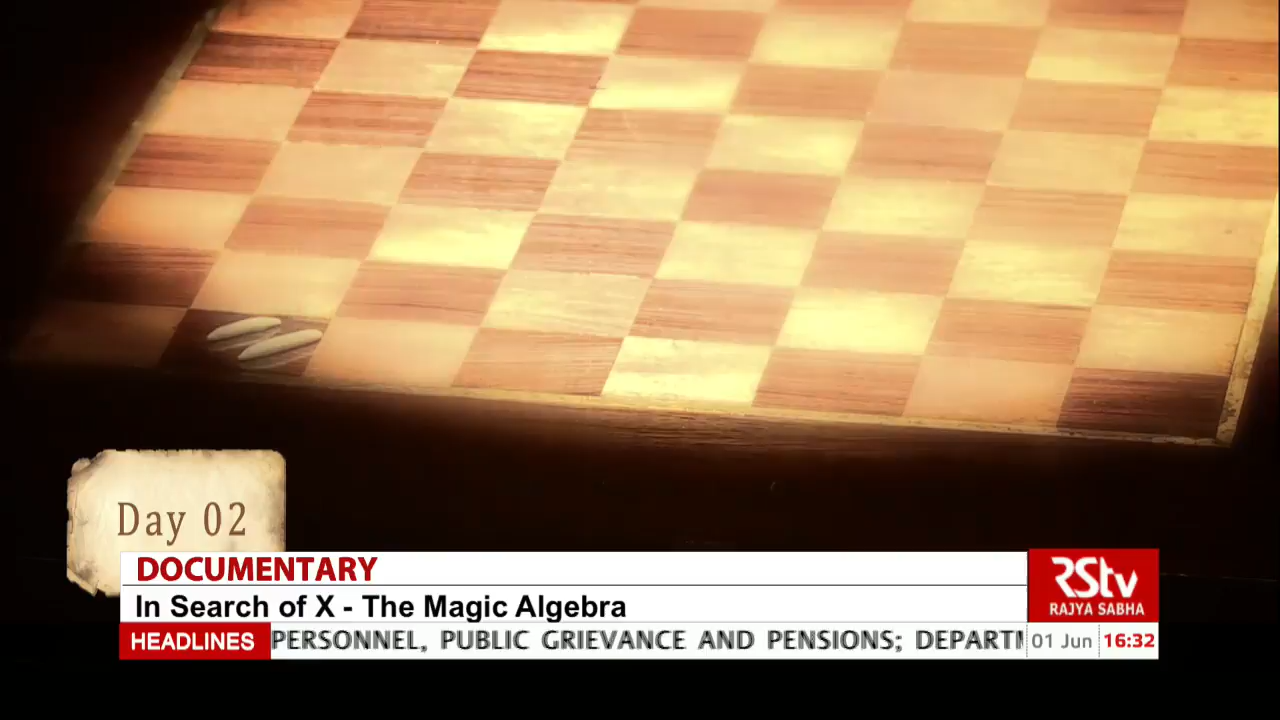 Day 02
DOCUMENTARY
In Search of X - The Magic Algebra
RStv
RAJYA SABHA
HEADLINES
PERSONNEL, PUBLIC GRIEVANCE AND PENSIONS;
01 Jun
16:32